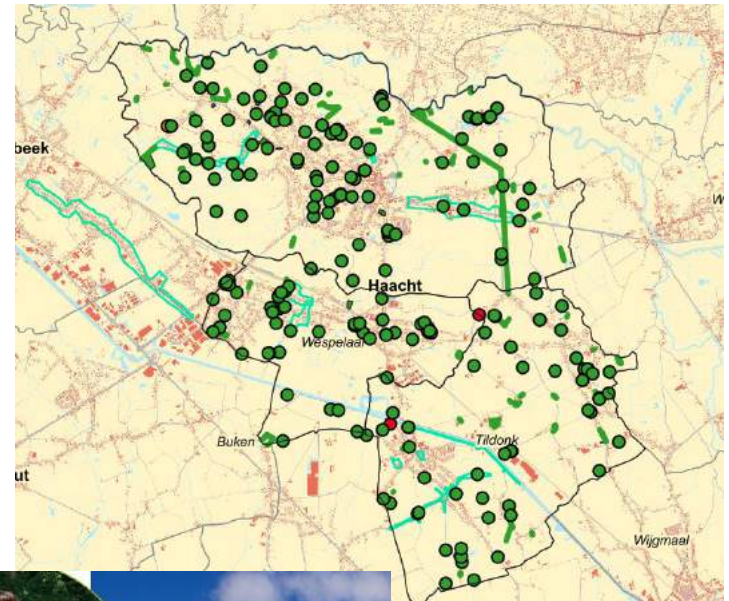 beek
W
Haacht
Wespelaar
Buken
Tildonk
ut
Wijgmaal